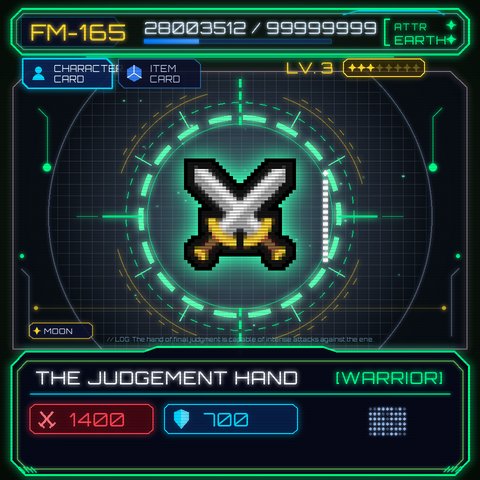 FM-165
28003512 / 99999999
ATTR
EARTH
CHARACTER
CARD
ITEM
CARD
LV. 3
MOON
// LOG: The hand of final judgment is capable of intense attacks against the ene.
THE JUDGEMENT HAND
[WARRIOR]
1400
700